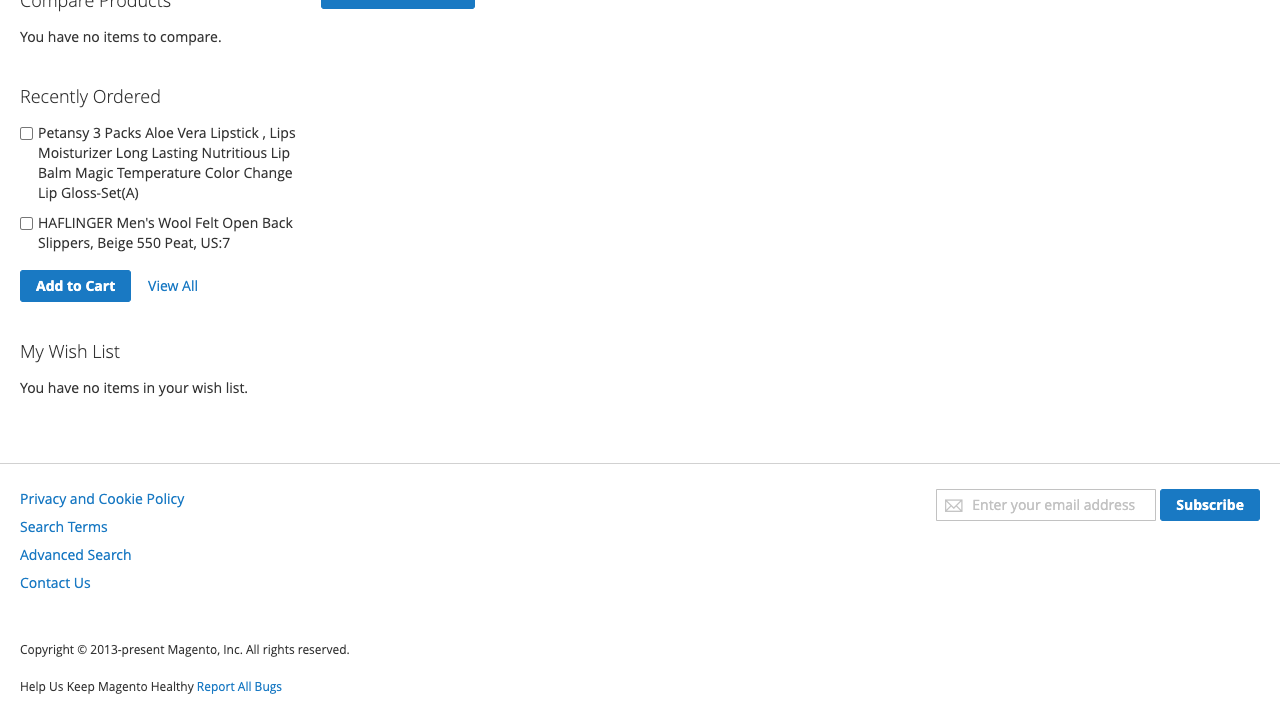 Compare Products
You have no items to compare.
Recently Ordered
Petansy 3 Packs Aloe Vera Lipstick , Lips
Moisturizer Long Lasting Nutritious Lip
Balm Magic Temperature Color Change
Lip Gloss-Set(A)
HAFLINGER Men's Wool Felt Open Back
Slippers, Beige 550 Peat, US:7
Add to Cart
View All
My Wish List
You have no items in your wish list.
Privacy and Cookie Policy
Search Terms
Advanced Search
Contact Us
Enter your email address
Subscribe
Copyright © 2013-present Magento, Inc. All rights reserved.
Help Us Keep Magento Healthy Report All Bugs